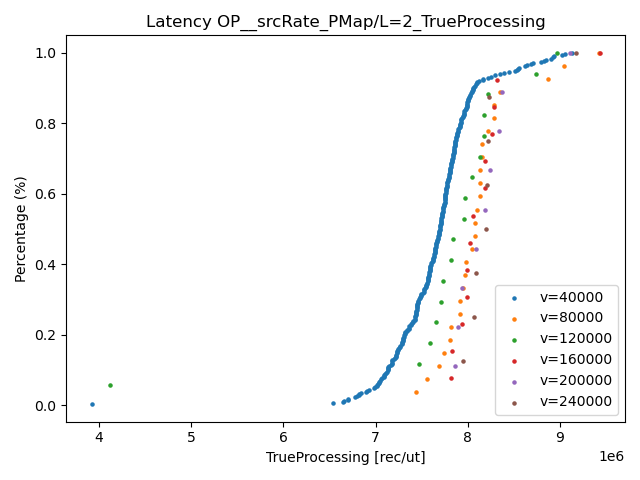 Latency OP__srcRate_PMap/L=2_TrueProcessing
Percentage (%)
1.0
0.8
0.6
0.4
0.2
0.0
v=40000
v=80000
v=120000
v=160000
v=200000
v=240000
4 5 6 7 8 9
1e6
TrueProcessing [rec/ut]